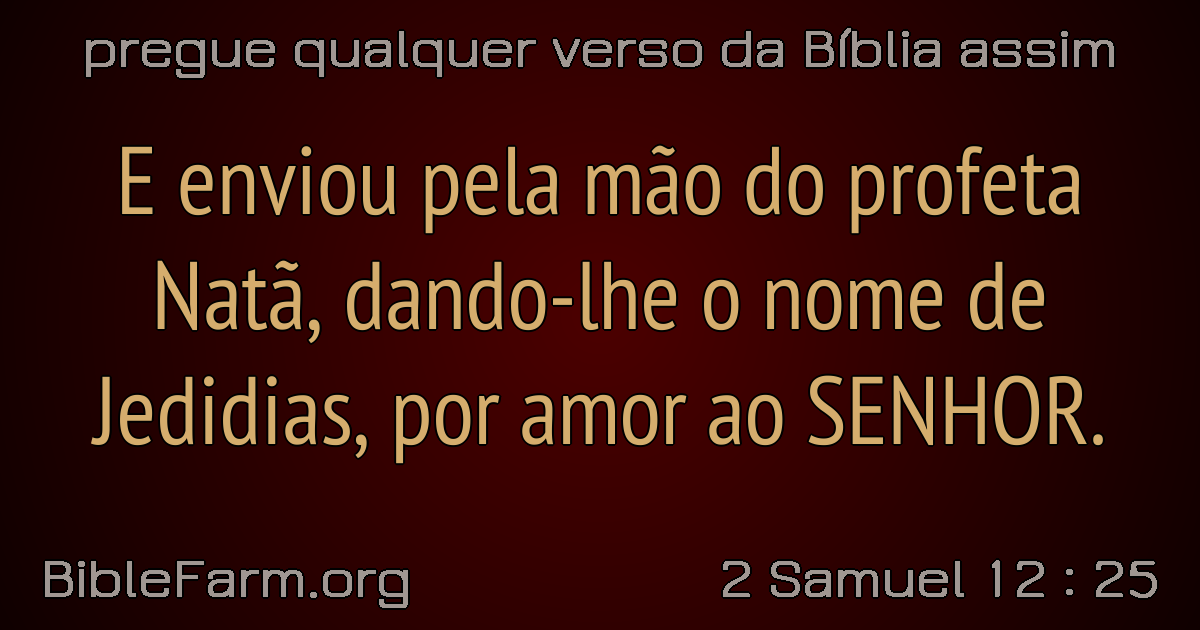 pregue qualquer verso da Bíblia assim
E enviou pela mão do profeta
Natã, dando-lhe o nome de
Jedidias, por amor ao SENHOR.
BibleFarm.org
2 Samuel 12 : 25